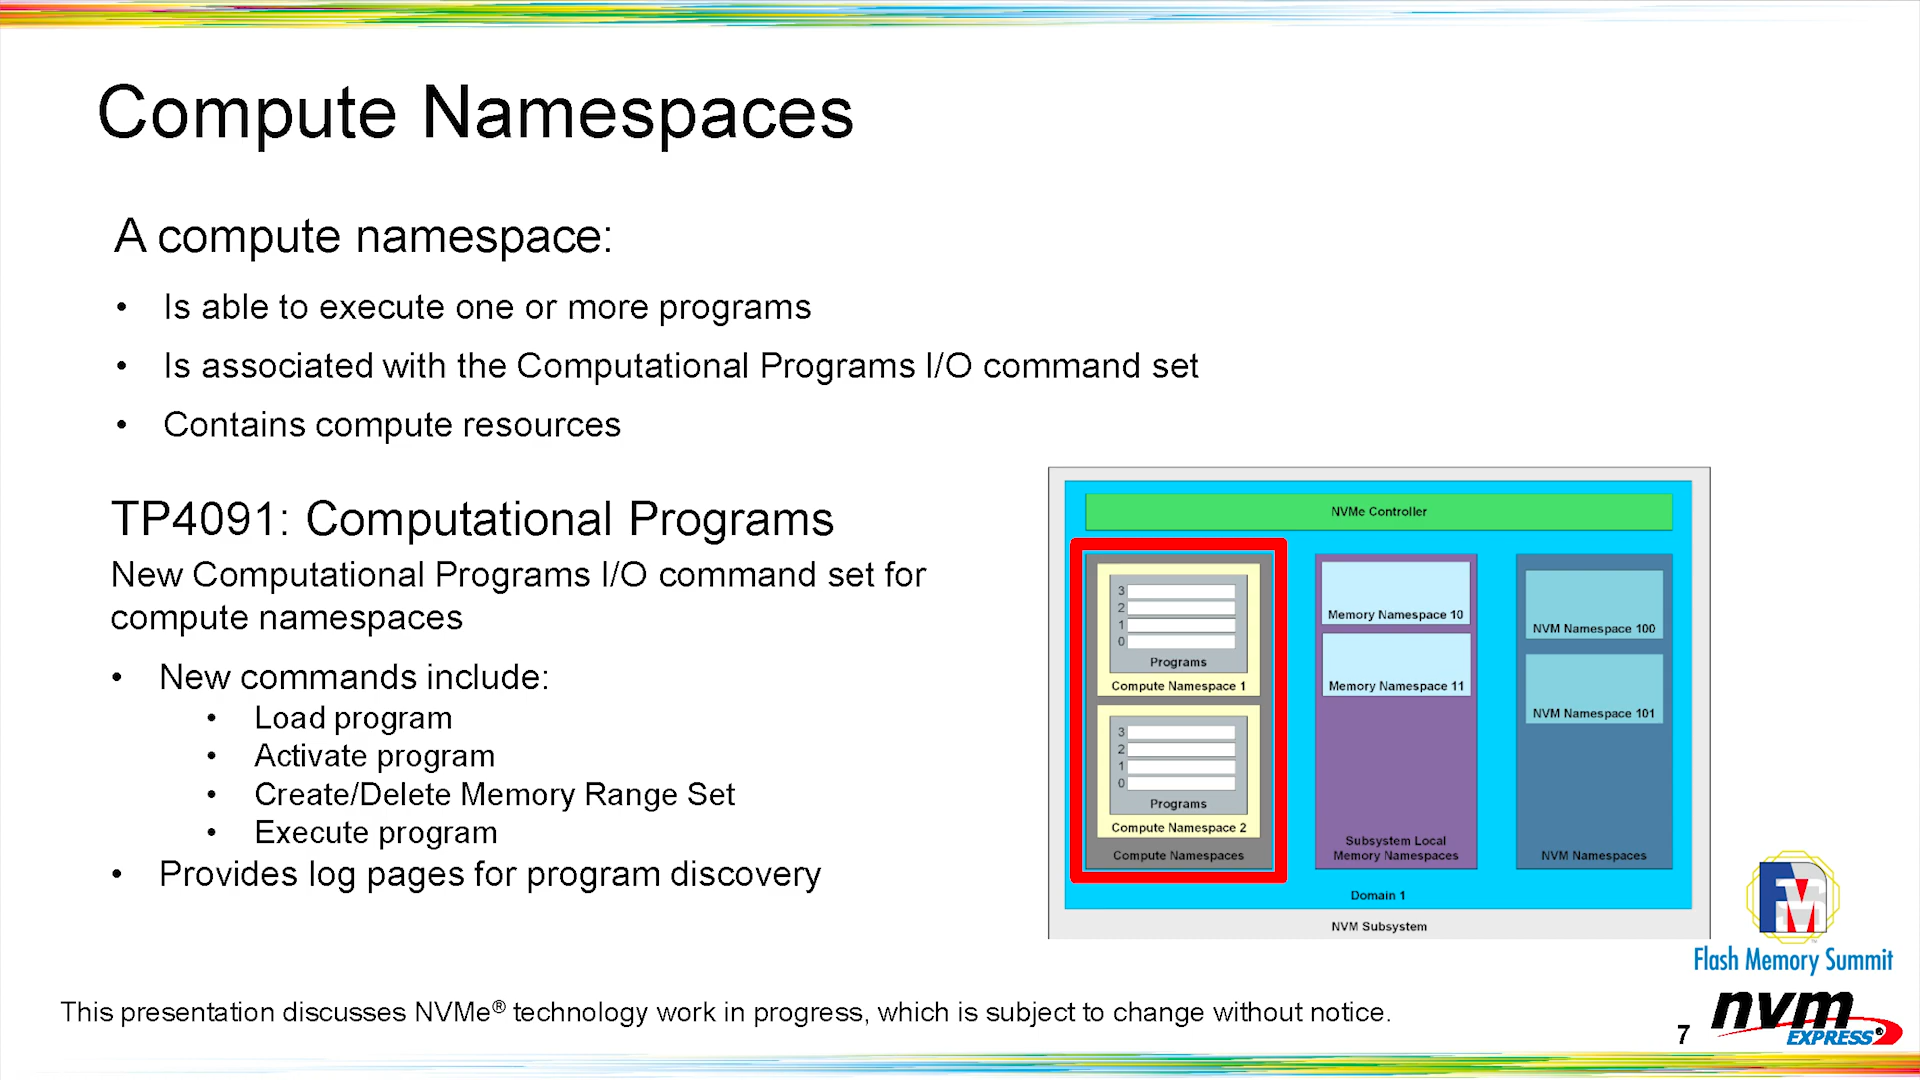 Compute Namespaces
A compute namespace:
• Is able to execute one or more programs
• Is associated with the Computational Programs I/O command set
• Contains compute resources
TP4091: Computational Programs
New Computational Programs I/O command set for
compute namespaces
• New commands include:
• Load program
• Activate program
• Create/Delete Memory Range Set
• Execute program
• Provides log pages for program discovery
NVMe Controller
3
2
1
0
Programs
Compute Namespace 1
3
2
1
0
Programs
Compute Namespace 2
Compute Namespaces
Memory Namespace 10
Memory Namespace 11
Subsystem Local
Memory Namespaces
NVM Namespace 100
NVM Namespace 101
NVM Namespaces
Domain 1
NVM Subsystem
FMS
Flash Memory Summit
This presentation discusses NVMe® technology work in progress, which is subject to change without notice.
7
nvm
EXPRESS®